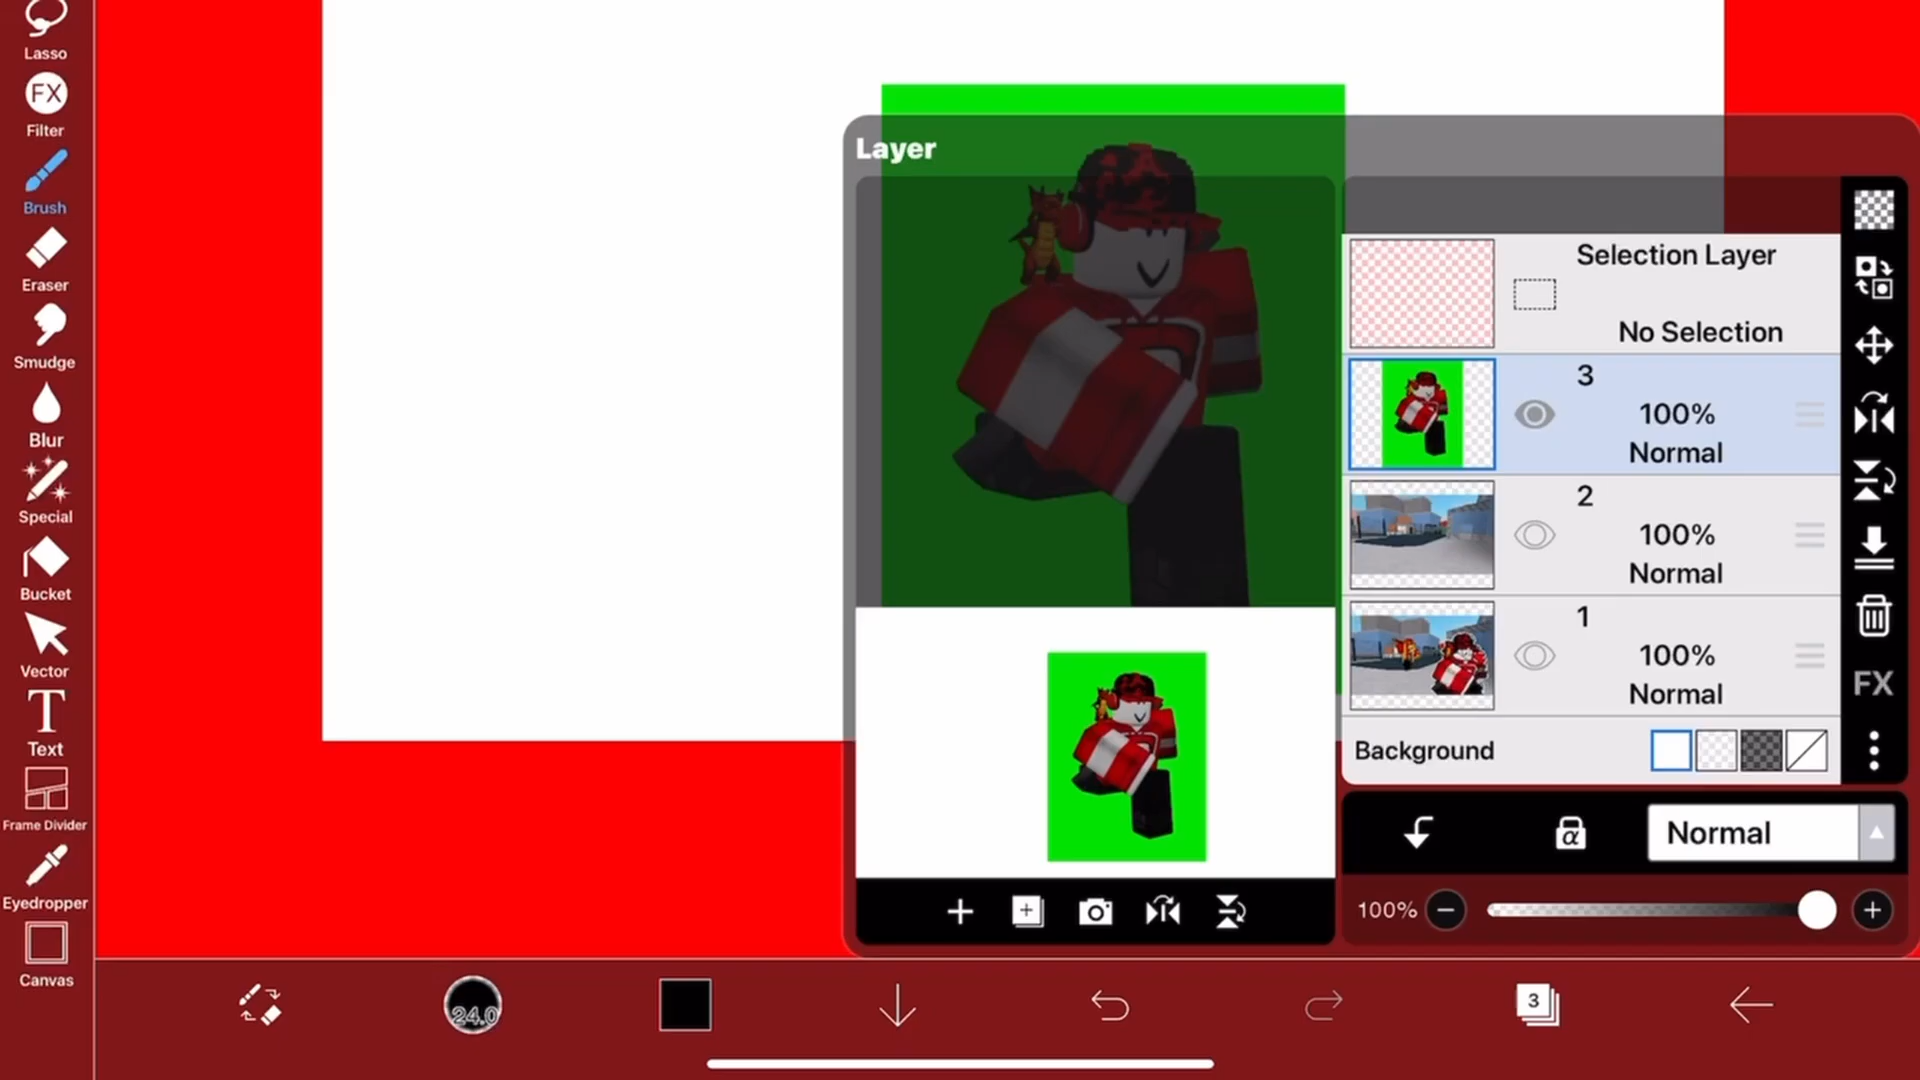 Lasso
FX
Filter
Brush
Eraser
Smudge
Blur
Special
Bucket
Vector
T
Text
Frame Divider
Eyedropper
Canvas
Layer
Selection Layer
No Selection
3
100%
Normal
2
100%
Normal
1
100%
Normal
Background
FX
α
Normal
100%
24.0
3